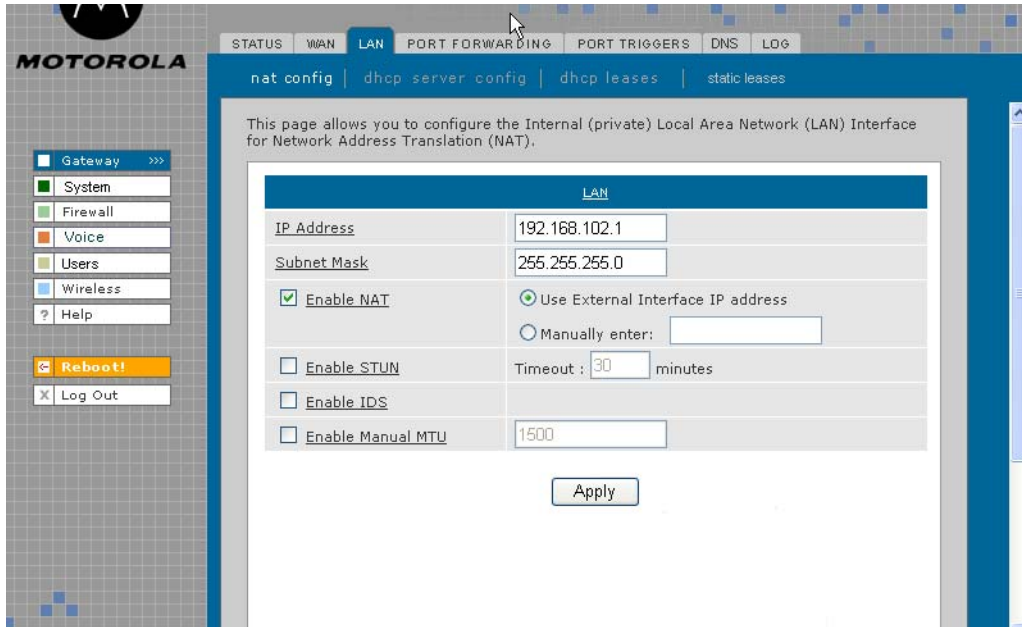 MOTOROLA
STATUS WAN LAN PORT FORWARDING PORT TRIGGERS DNS LOG
nat config | dhcp server config | dhcp leases | static leases
This page allows you to configure the Internal (private) Local Area Network (LAN) Interface
for Network Address Translation (NAT).
Gateway >>>
System
Firewall
Voice
Users
Wireless
? Help
Reboot!
X Log Out
LAN
IP Address 192.168.102.1
Subnet Mask 255.255.255.0
Enable NAT Use External Interface IP address
Manually enter:
Enable STUN Timeout : 30 minutes
Enable IDS
Enable Manual MTU 1500
Apply